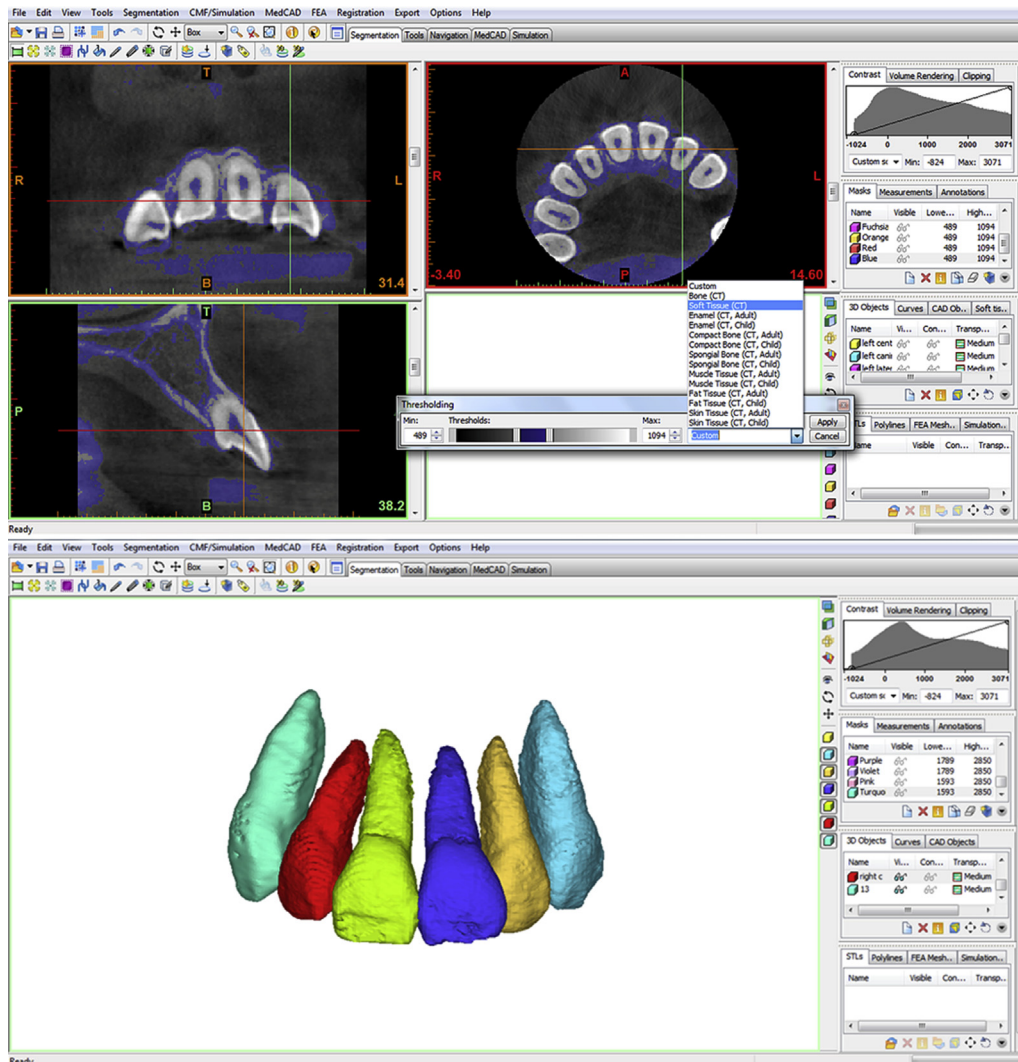 File Edit View Tools Segmentation CMF/Simulation MedCAD FEA Registration Export Options Help
Box Segmentation Tools Navigation MedCAD Simulation
T
R
L
B
31.4
A
R
L
-3.40
P
14.60
T
P
B
38.2
Custom
Bone (CT)
Soft Tissue (CT)
Enamel (CT, Adult)
Enamel (CT, Child)
Compact Bone (CT, Adult)
Compact Bone (CT, Child)
Spongial Bone (CT, Adult)
Spongial Bone (CT, Child)
Muscle Tissue (CT, Adult)
Muscle Tissue (CT, Child)
Fat Tissue (CT, Adult)
Fat Tissue (CT, Child)
Skin Tissue (CT, Adult)
Skin Tissue (CT, Child)
Thresholding
Min: Thresholds: Max:
489 1094 Custom
Apply
Cancel
Contrast Volume Rendering Clipping
-1024 0 1000 2000 3071
Custom sc Min: -824 Max: 3071
Masks Measurements Annotations
Name Visible Lowe... High...
Fuchsia 489 1094
Orange 489 1094
Red 489 1094
Blue 489 1094
3D Objects Curves CAD Ob... Soft tis...
Name Vi... Con... Transp...
left cent Medium
left cani Medium
left later Medium
TLs Polylines FEA Mesh.. Simulation..
Name Visible Con... Transp..
Ready
File Edit View Tools Segmentation CMF/Simulation MedCAD FEA Registration Export Options Help
Box Segmentation Tools Navigation MedCAD Simulation
Contrast Volume Rendering Clipping
-1024 0 1000 2000 3071
Custom sc Min: -824 Max: 3071
Masks Measurements Annotations
Name Visible Lowe... High...
Purple 1789 2850
Violet 1789 2850
Pink 1593 2850
Turquo 1593 2850
3D Objects Curves CAD Objects
Name Vi... Con... Transp...
right c Medium
13 Medium
STLs Polylines FEA Mesh.. Simulation..
Name Visible Con... Transp..
Ready